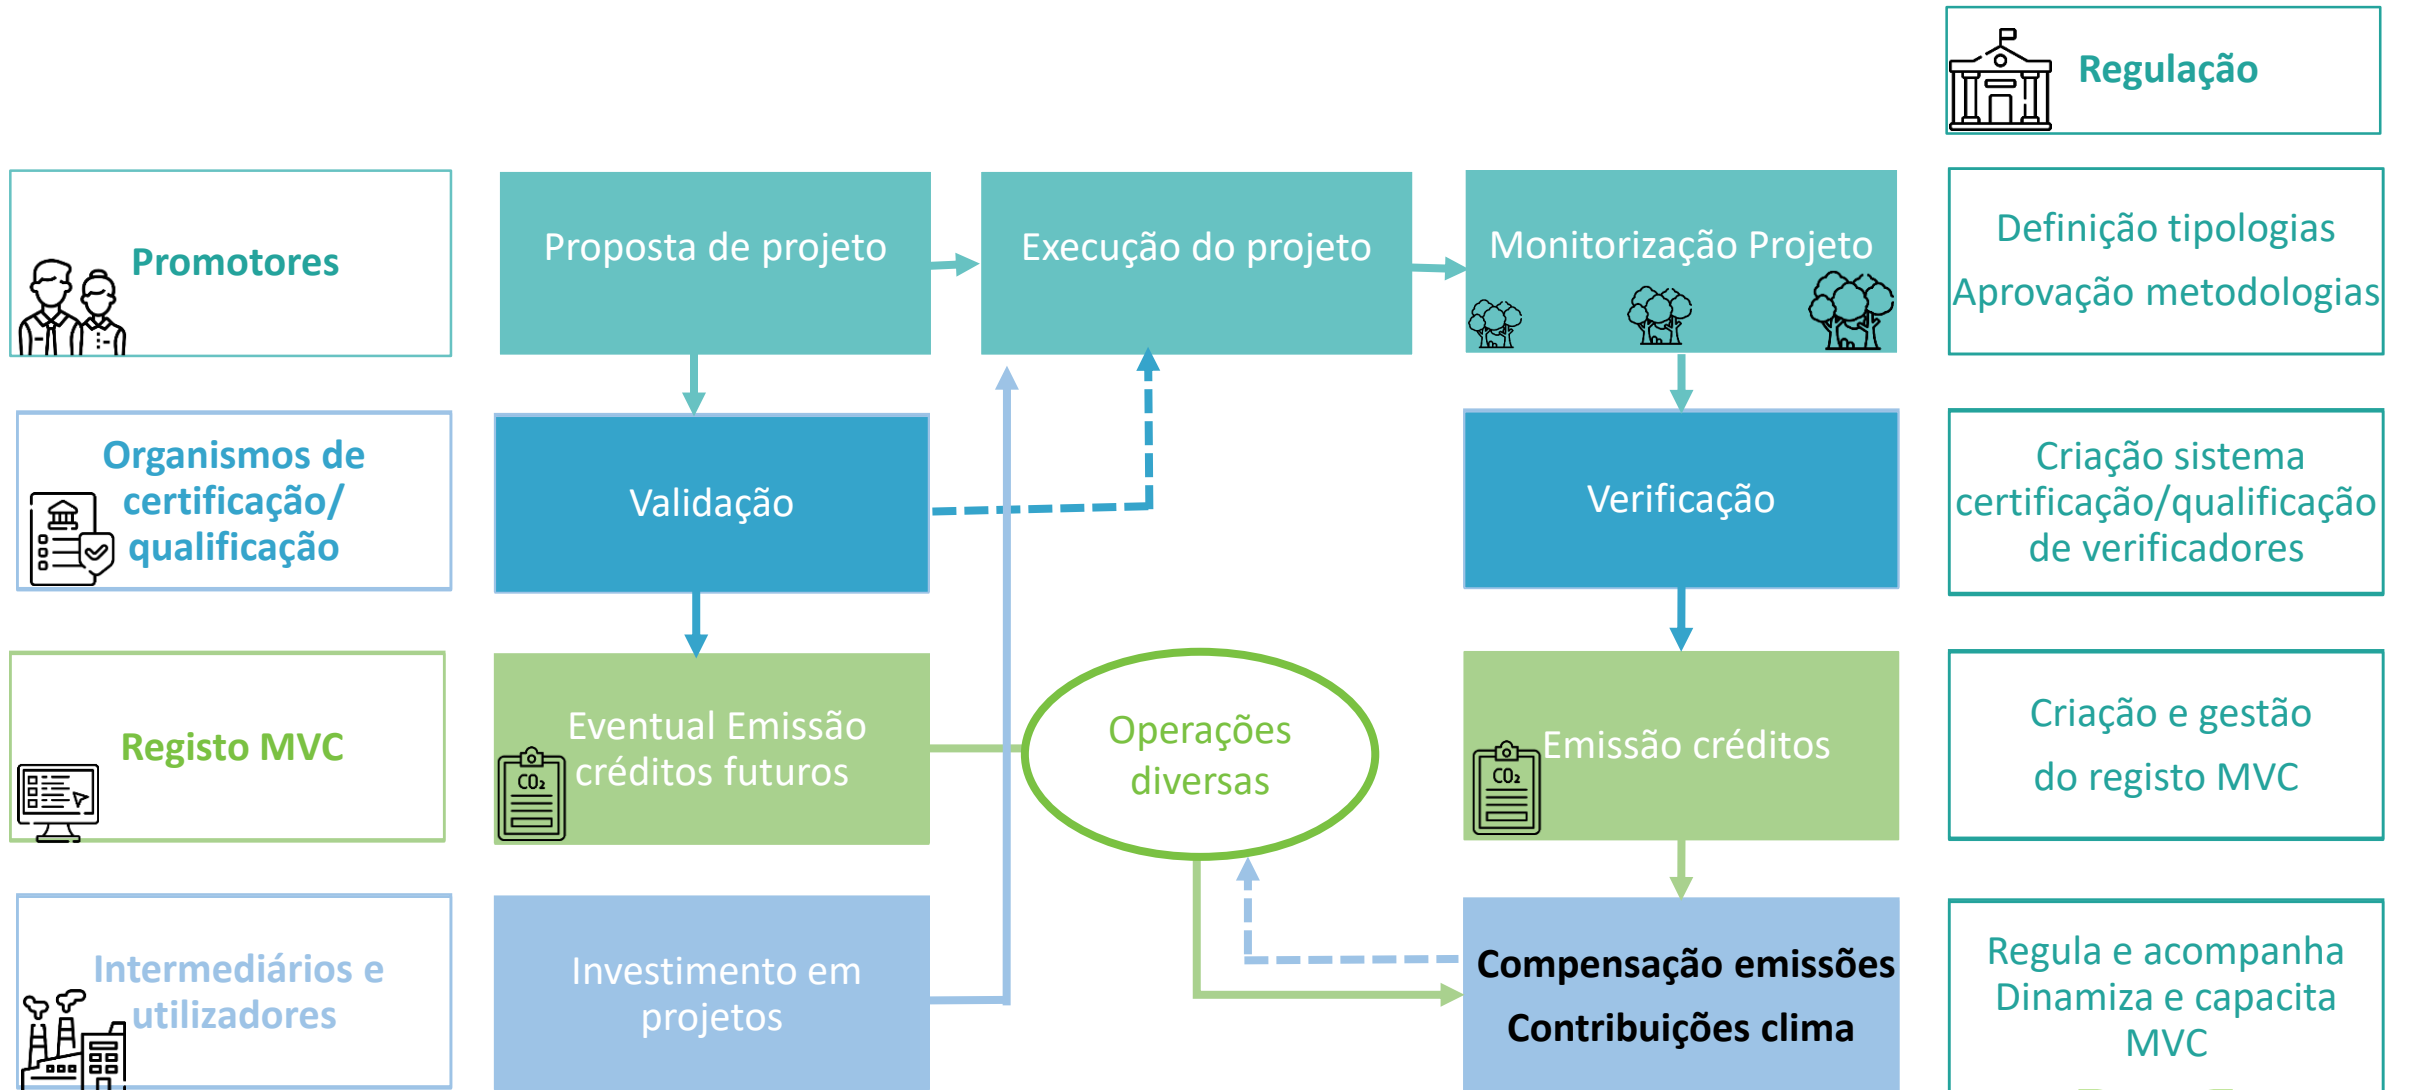 Regulação
Promotores
Proposta de projeto
Execução do projeto
Monitorização Projeto
Definição tipologias
Aprovação metodologias
Organismos de
certificação/
qualificação
Validação
Verificação
Criação sistema
certificação/qualificação
de verificadores
Registo MVC
Eventual Emissão
créditos futuros
CO₂
Operações
diversas
Emissão créditos
CO₂
Criação e gestão
do registo MVC
Intermediários e
utilizadores
Investimento em
projetos
Compensação emissões
Contribuições clima
Regula e acompanha
Dinamiza e capacita
MVC